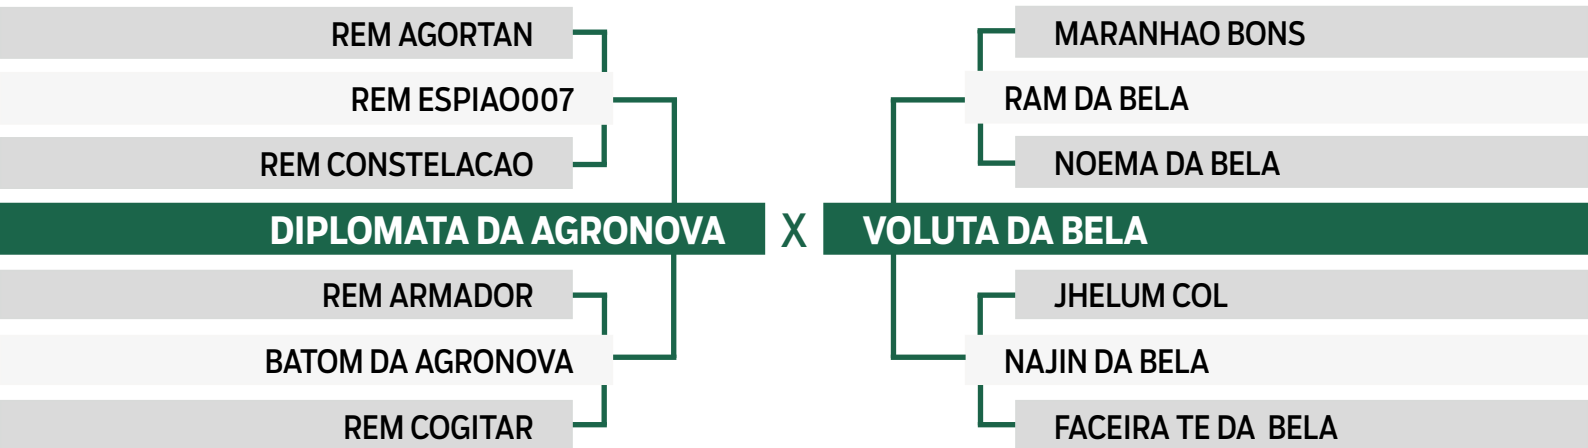 REM AGORTAN
MARANHAO BONS
REM ESPIAO007
RAM DA BELA
REM CONSTELACAO
NOEMA DA BELA
DIPLOMATA DA AGRONOVA X VOLUTA DA BELA
REM ARMADOR
JHELUM COL
BATOM DA AGRONOVA
NAJIN DA BELA
REM COGITAR
FACEIRA TE DA BELA